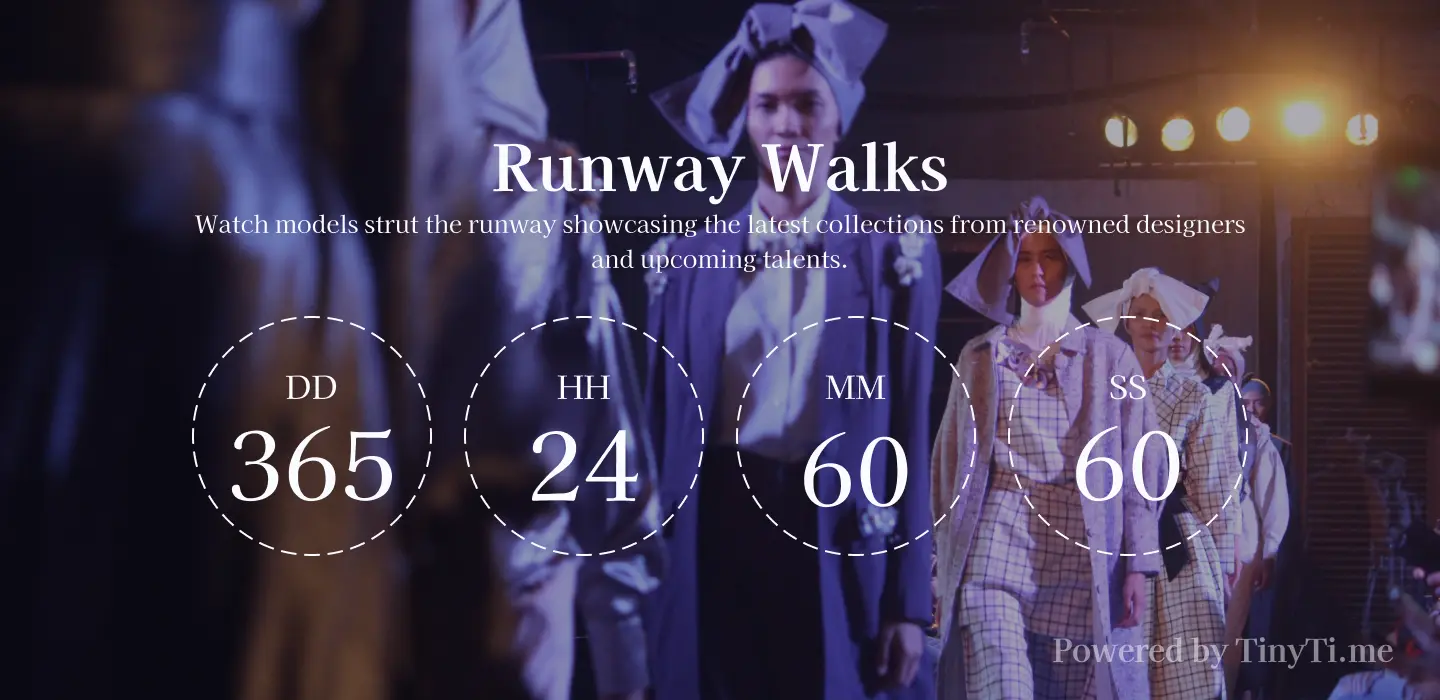 Runway Walks
Watch models strut the runway showcasing the latest collections from renowned designers
and upcoming talents.
DD
HH
MM
SS
365
24
60
60
Powered by TinyTi.me